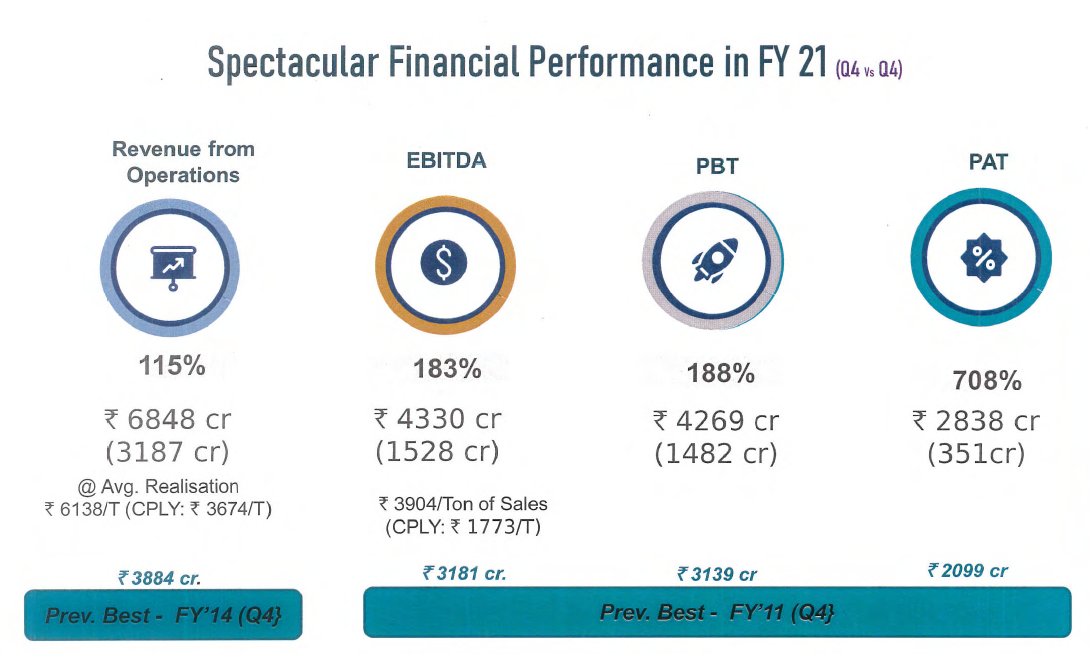 Spectacular Financial Performance in FY 21 (Q4 vs Q4)
Revenue from
Operations
115%
₹ 6848 cr
(3187 cr)
@ Avg. Realisation
₹ 6138/T (CPLY: ₹ 3674/T)
₹ 3884 cr.
Prev. Best - FY'14 (Q4}
EBITDA
183%
₹ 4330 cr
(1528 cr)
₹ 3904/Ton of Sales
(CPLY: ₹ 1773/T)
₹ 3181 cr.
PBT
188%
₹ 4269 cr
(1482 cr)
₹ 3139 cr
PAT
708%
₹ 2838 cr
(351cr)
₹ 2099 cr
Prev. Best - FY'11 (Q4}